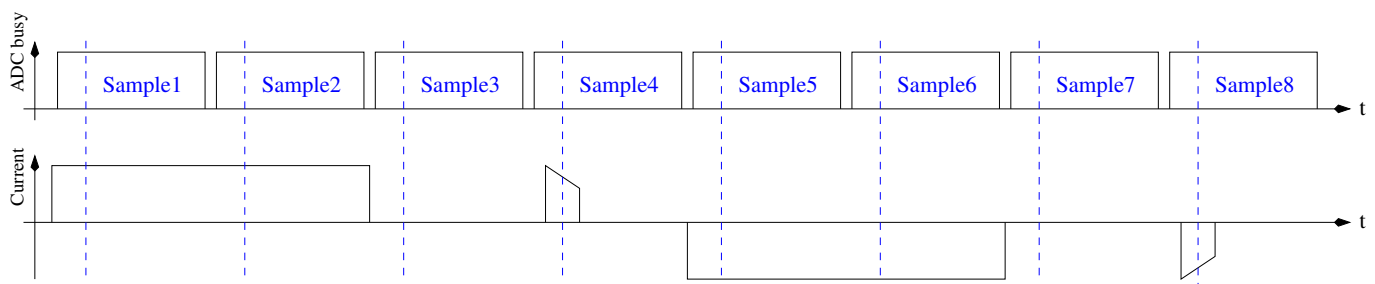 ADC busy
Sample1 Sample2 Sample3 Sample4 Sample5 Sample6 Sample7 Sample8
t
Current
t